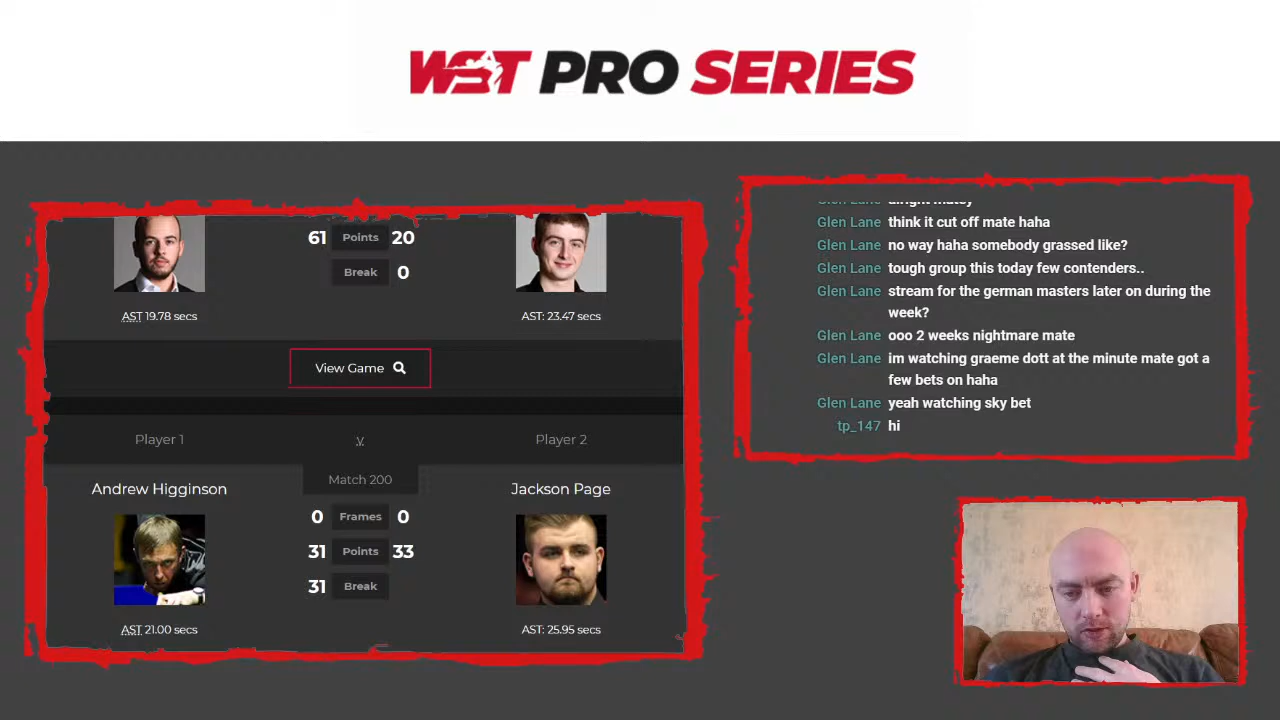 WST PRO SERIES
61 Points 20
Break 0
AST 19.78 secs AST: 23.47 secs
View Game
Player 1 v Player 2
Match 200
Andrew Higginson Jackson Page
0 Frames 0
31 Points 33
31 Break
AST 21.00 secs AST: 25.95 secs
Glen Lane alright matey
Glen Lane think it cut off mate haha
Glen Lane no way haha somebody grassed like?
Glen Lane tough group this today few contenders..
Glen Lane stream for the german masters later on during the
week?
Glen Lane ooo 2 weeks nightmare mate
Glen Lane im watching graeme dott at the minute mate got a
few bets on haha
Glen Lane yeah watching sky bet
tp_147 hi